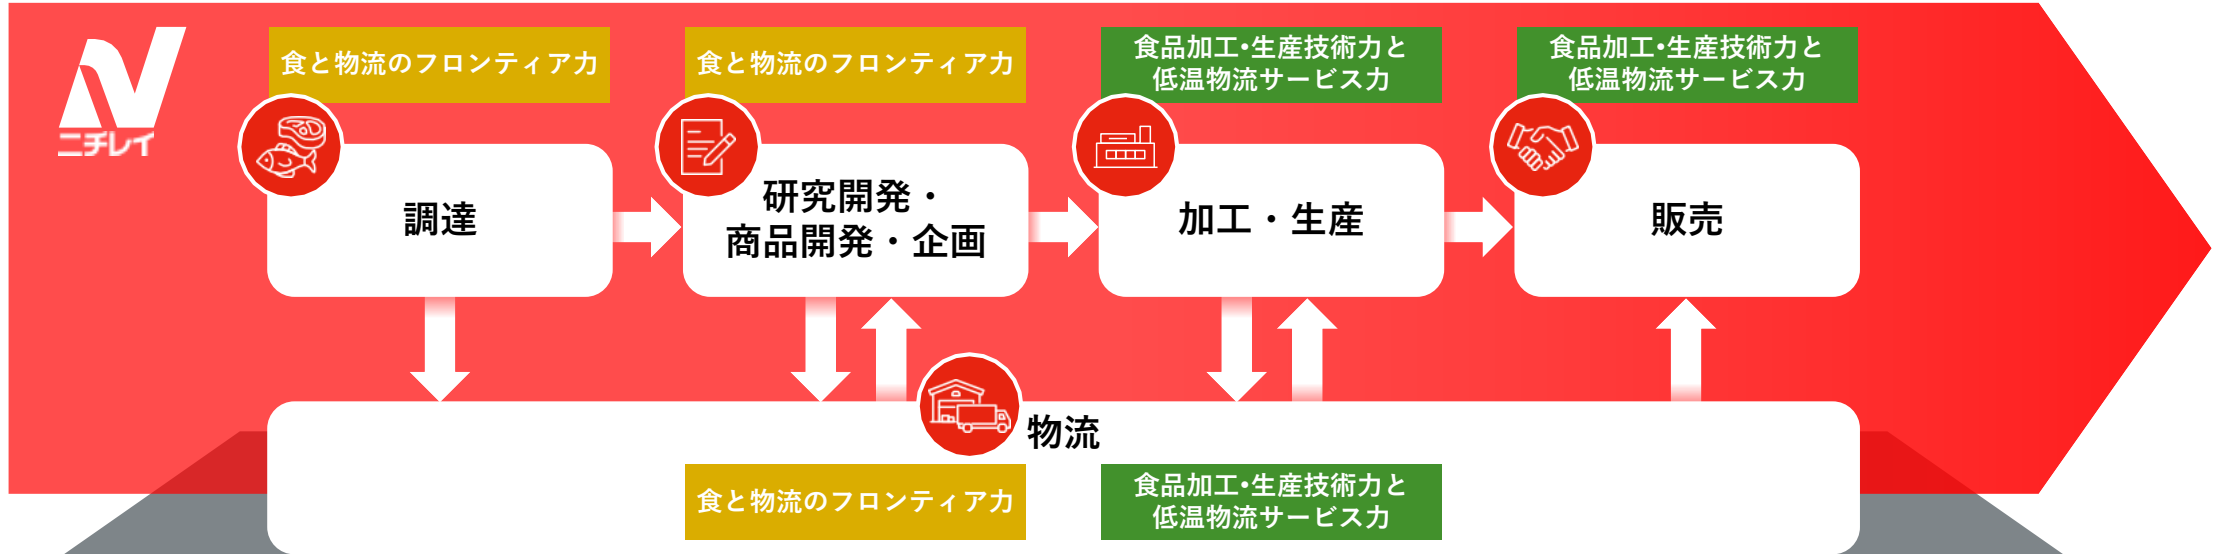 ニチレイ
食と物流のフロンティア力
食と物流のフロンティア力
食品加工•生産技術力と
低温物流サービス力
食品加工•生産技術力と
低温物流サービス力
調達
研究開発・
商品開発・企画
加工・生産
販売
物流
食と物流のフロンティア力
食品加工•生産技術力と
低温物流サービス力